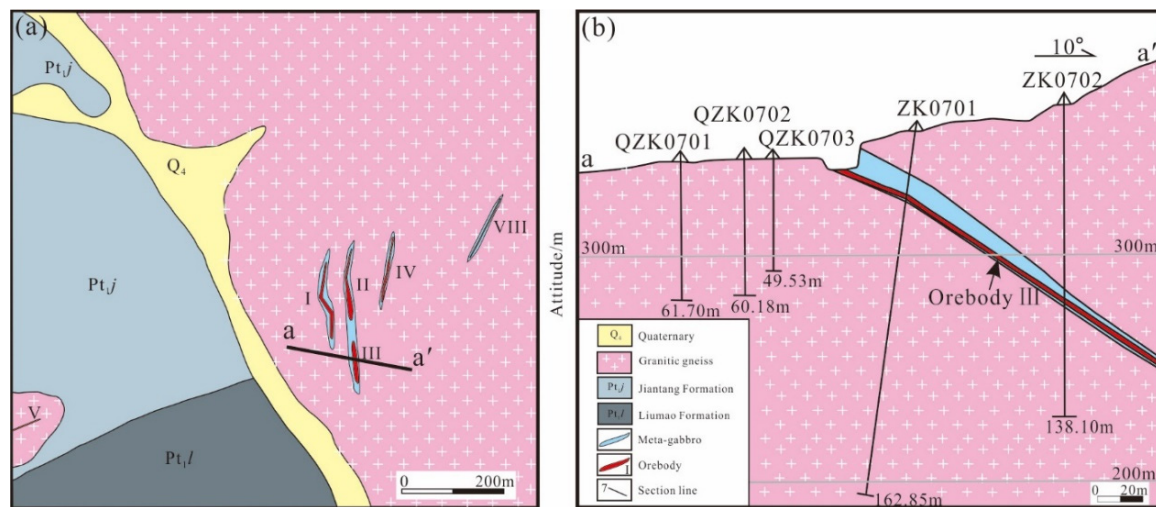 (a)
Pt₁j
Q₄
Pt₁j
V
Pt₁l
I
II
III
IV
VIII
a
a′
0
200m
(b)
10°
a′
ZK0702
ZK0701
QZK0702
QZK0701
QZK0703
a
Attitude/m
300m
300m
49.53m
61.70m
60.18m
Orebody III
138.10m
200m
162.85m
0
20m
Q₄ Quaternary
Granitic gneiss
Pt₁j Jiantang Formation
Pt₁l Liumao Formation
Meta-gabbro
I Orebody
7 Section line